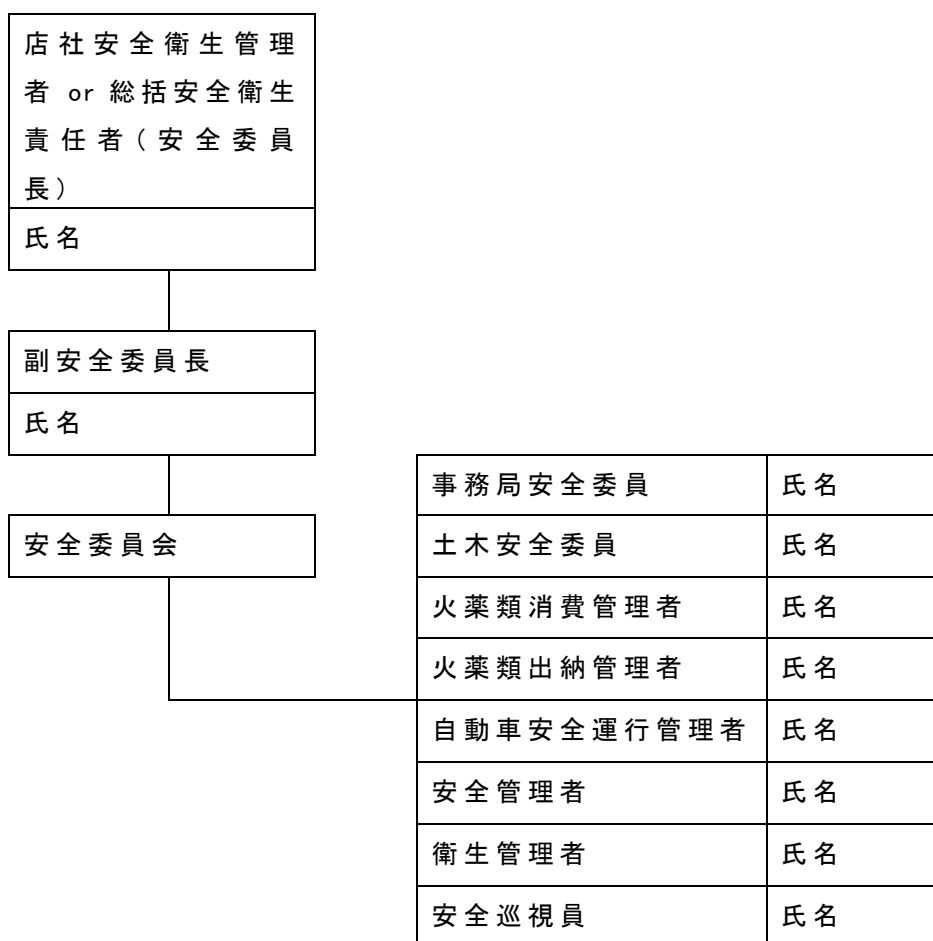 店社安全衛生管理
者 or 総括安全衛生
責任者(安全委員
長)
氏名
副安全委員長
氏名
安全委員会
事務局安全委員 氏名
土木安全委員 氏名
火薬類消費管理者 氏名
火薬類出納管理者 氏名
自動車安全運行管理者 氏名
安全管理者 氏名
衛生管理者 氏名
安全巡視員 氏名